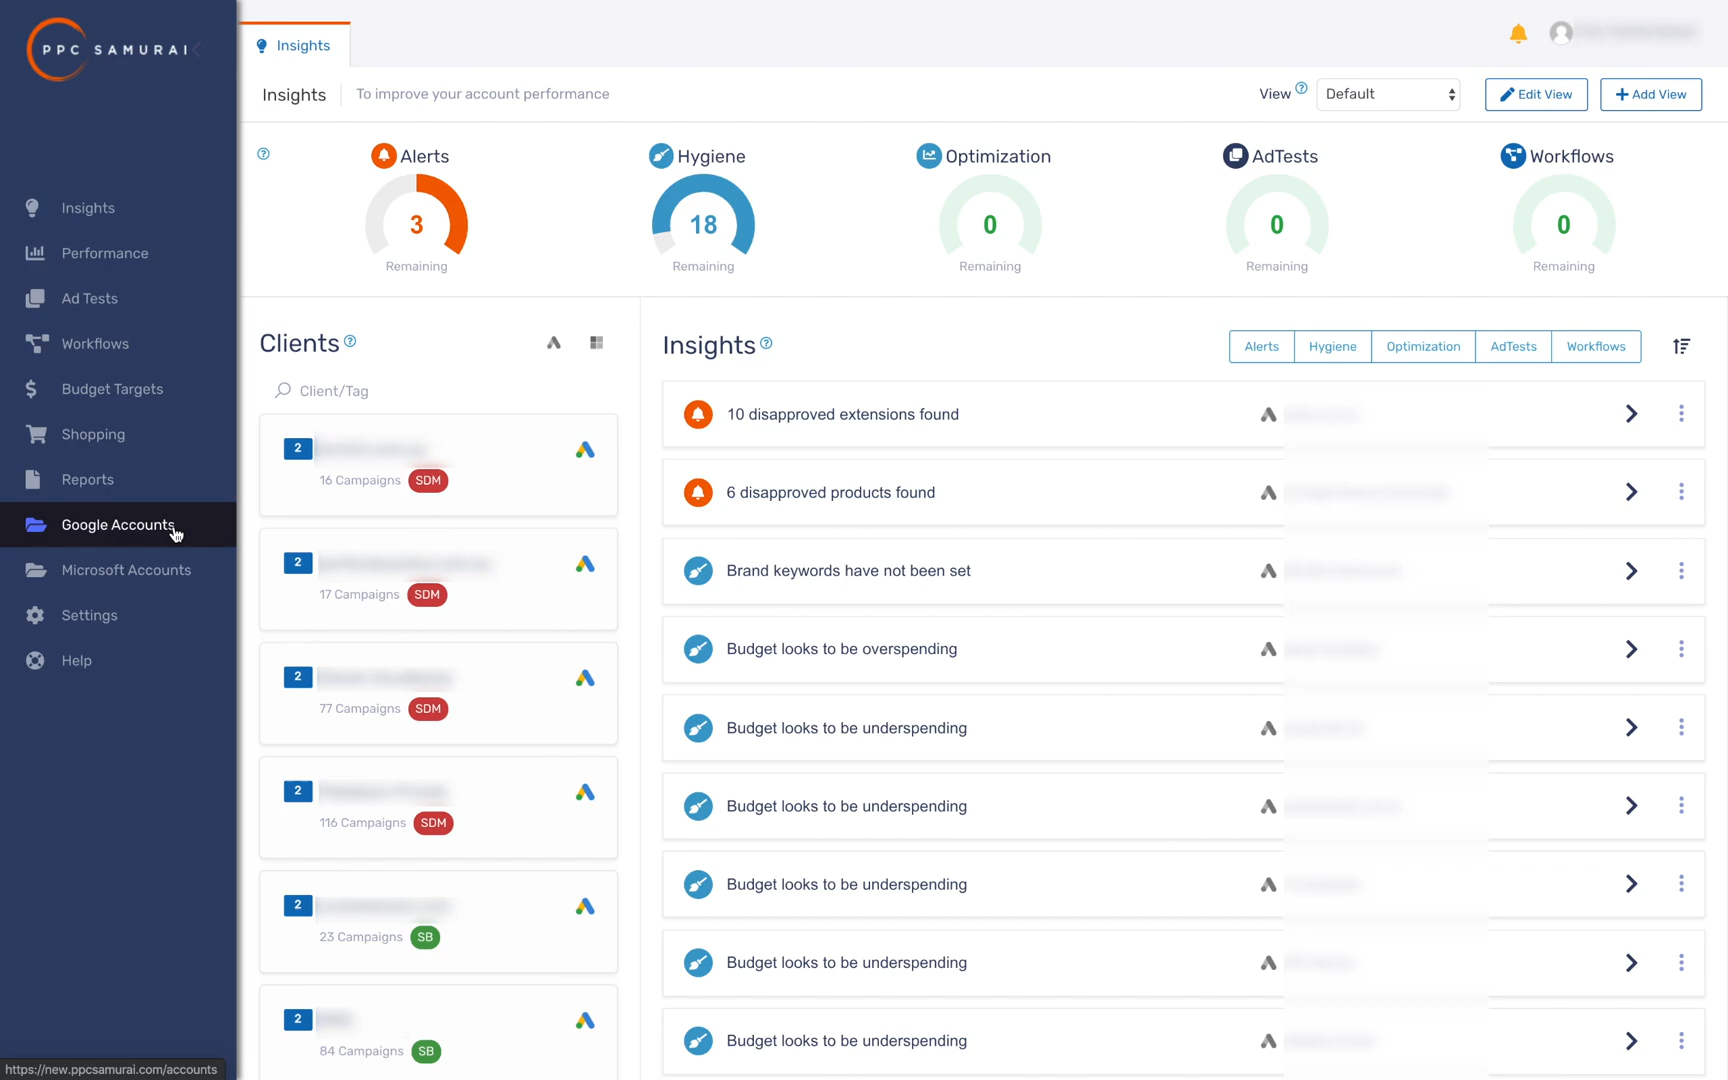 PPC SAMURAI
Insights
Performance
Ad Tests
Workflows
Budget Targets
Shopping
Reports
Google Accounts
Microsoft Accounts
Settings
Help
https://new.ppcsamurai.com/accounts
Insights
Insights To improve your account performance
View ? Default Edit View + Add View
? Alerts Hygiene Optimization AdTests Workflows
3 18 0 0 0
Remaining Remaining Remaining Remaining Remaining
Clients ?
Client/Tag
2
16 Campaigns SDM
2
17 Campaigns SDM
2
77 Campaigns SDM
2
116 Campaigns SDM
2
23 Campaigns SB
2
84 Campaigns SB
Insights ? Alerts Hygiene Optimization AdTests Workflows
10 disapproved extensions found
6 disapproved products found
Brand keywords have not been set
Budget looks to be overspending
Budget looks to be underspending
Budget looks to be underspending
Budget looks to be underspending
Budget looks to be underspending
Budget looks to be underspending